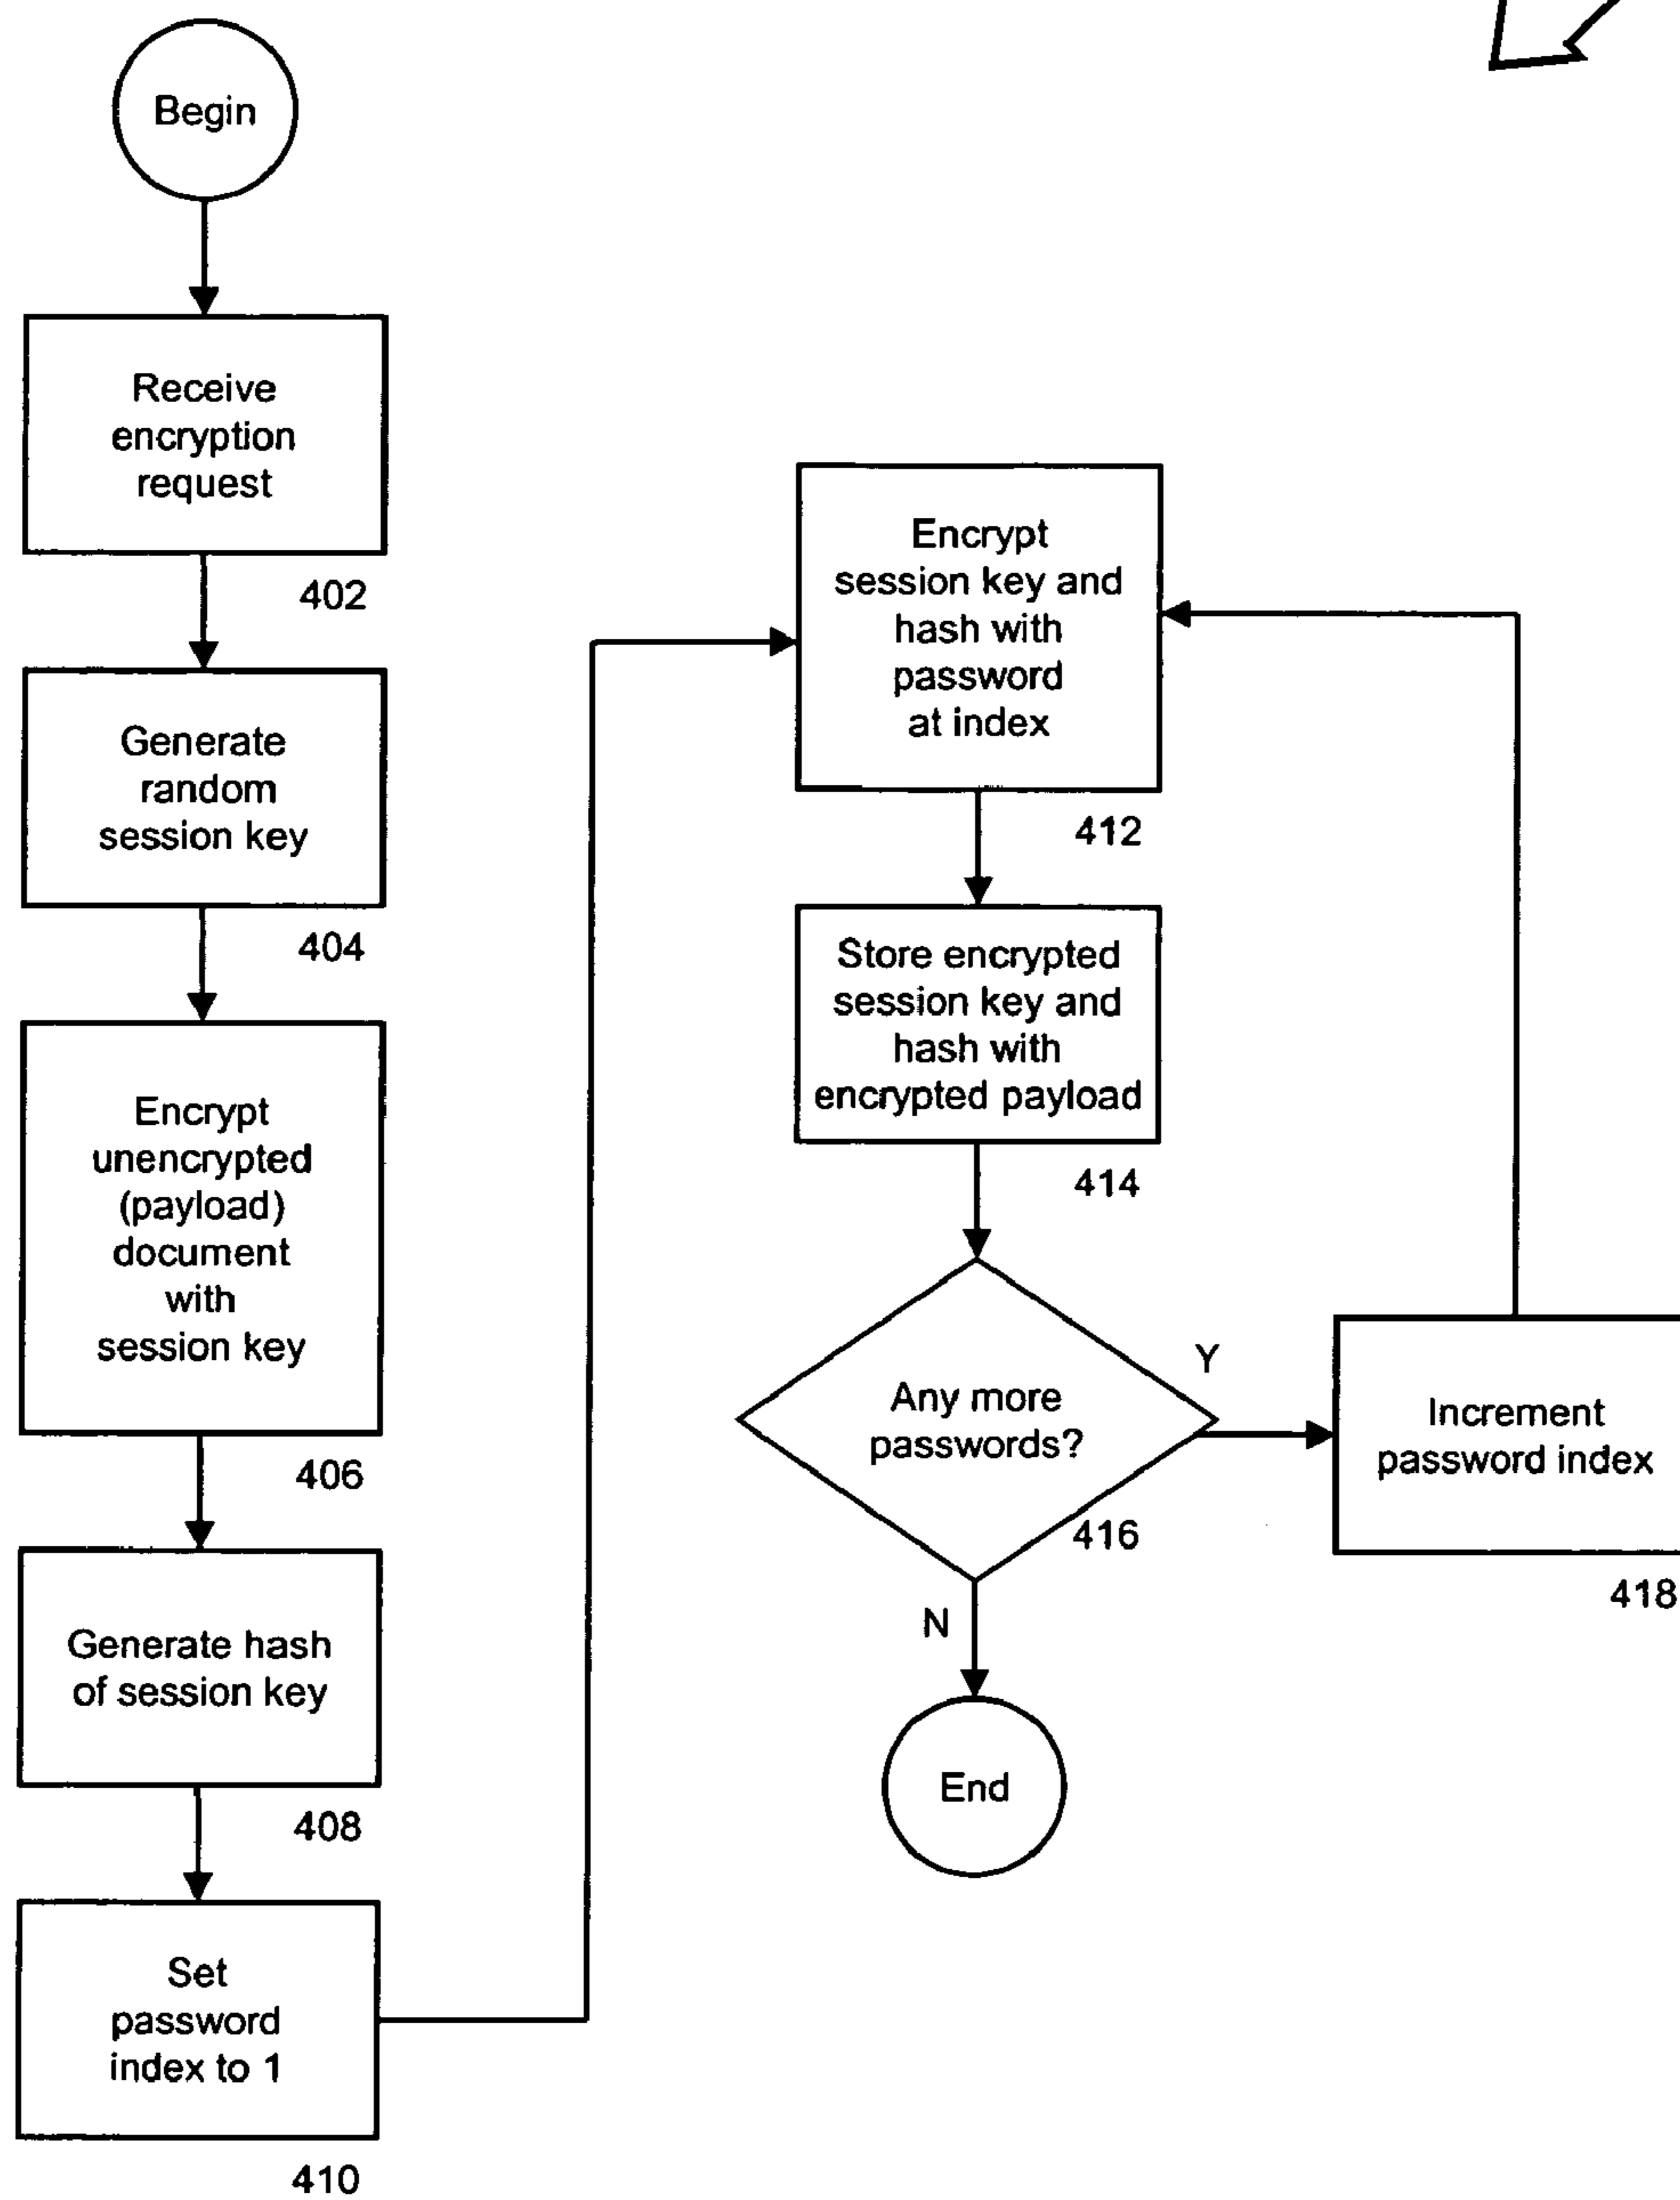 Begin
Receive
encryption
request
402
Generate
random
session key
404
Encrypt
unencrypted
(payload)
document
with
session key
406
Generate hash
of session key
408
Set
password
index to 1
410
Encrypt
session key and
hash with
password
at index
412
Store encrypted
session key and
hash with
encrypted payload
414
Any more
passwords?
416
Y
N
Increment
password index
418
End